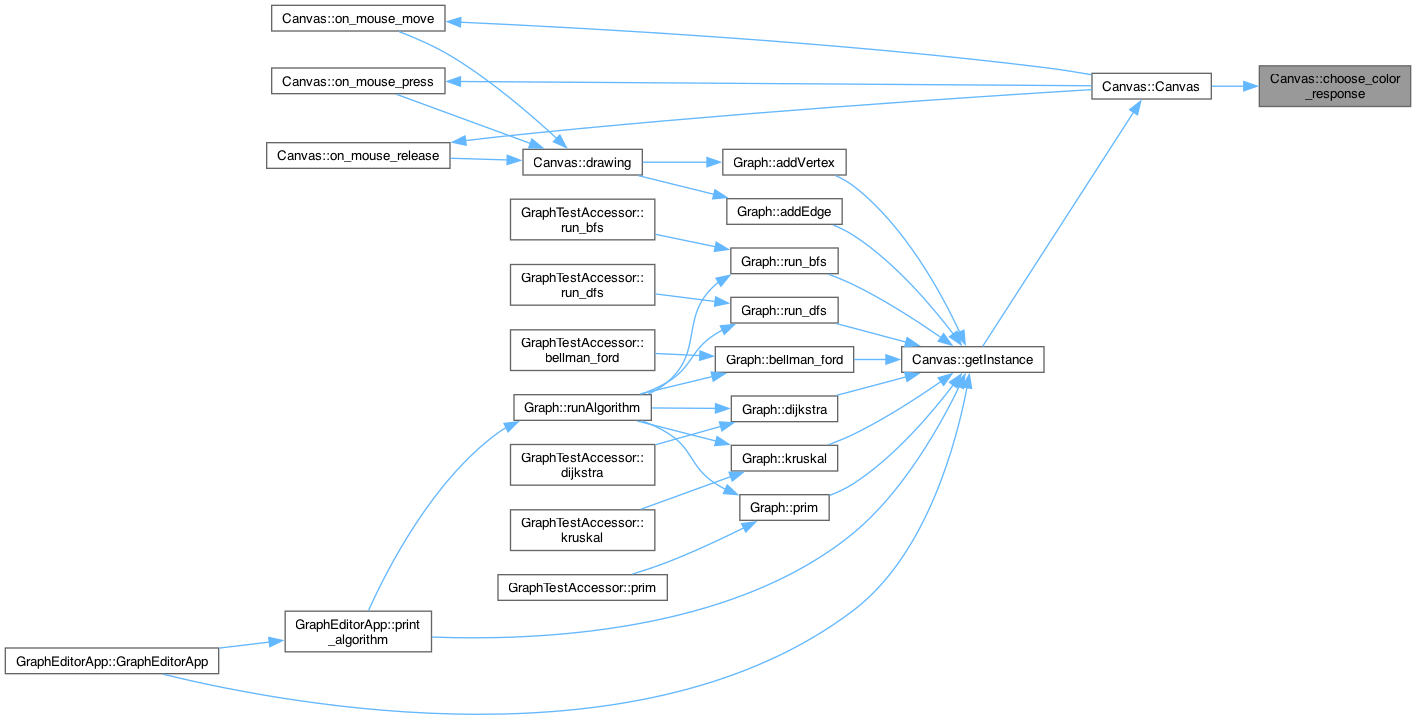 Canvas::on_mouse_move
Canvas::on_mouse_press
Canvas::choose_color
_response
Canvas::Canvas
Canvas::on_mouse_release
Canvas::drawing
Graph::addVertex
GraphTestAccessor::
run_bfs
Graph::addEdge
Graph::run_bfs
GraphTestAccessor::
run_dfs
Graph::run_dfs
GraphTestAccessor::
bellman_ford
Graph::bellman_ford
Canvas::getInstance
Graph::runAlgorithm
Graph::dijkstra
GraphTestAccessor::
dijkstra
Graph::kruskal
GraphTestAccessor::
kruskal
Graph::prim
GraphTestAccessor::prim
GraphEditorApp::print
_algorithm
GraphEditorApp::GraphEditorApp